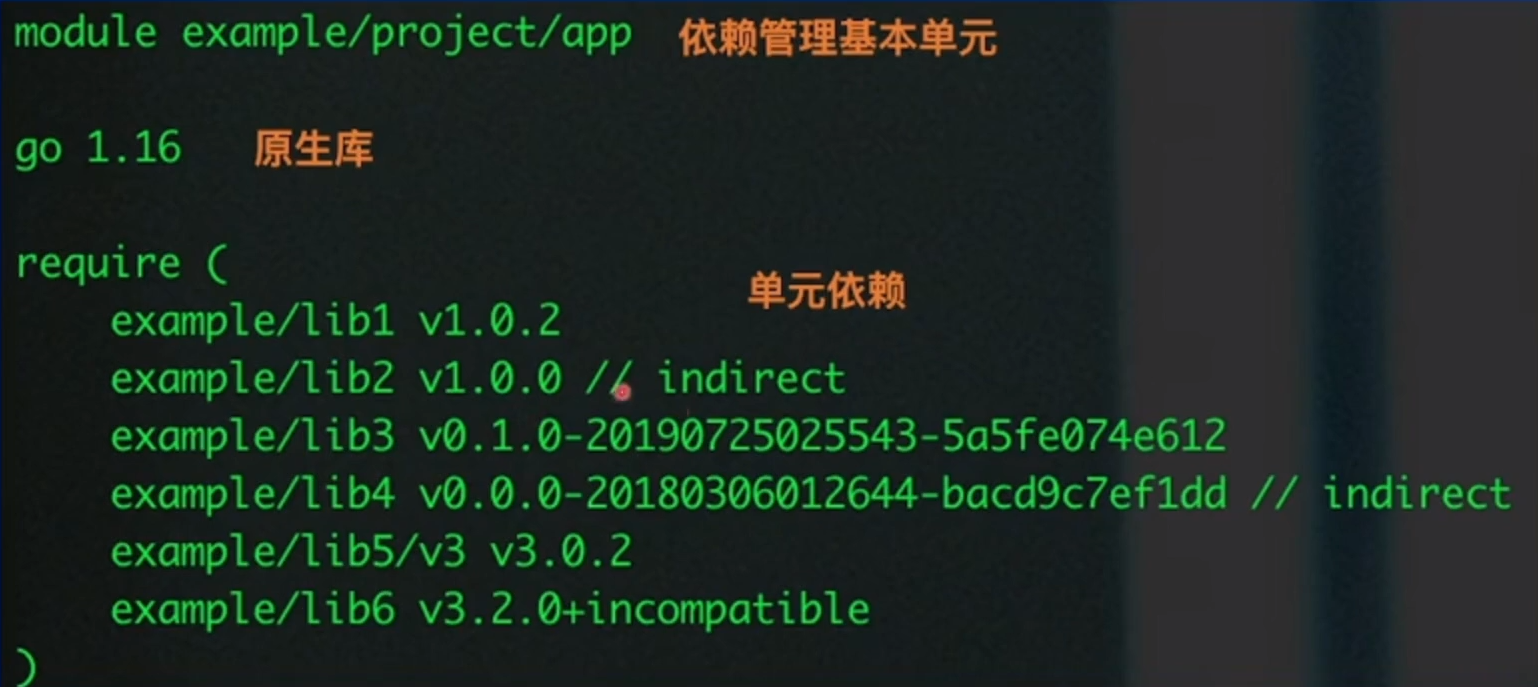 module example/project/app 依赖管理基本单元
go 1.16 原生库
require (
单元依赖
example/lib1 v1.0.2
example/lib2 v1.0.0 // indirect
example/lib3 v0.1.0-20190725025543-5a5fe074e612
example/lib4 v0.0.0-20180306012644-bacd9c7ef1dd // indirect
example/lib5/v3 v3.0.2
example/lib6 v3.2.0+incompatible
)